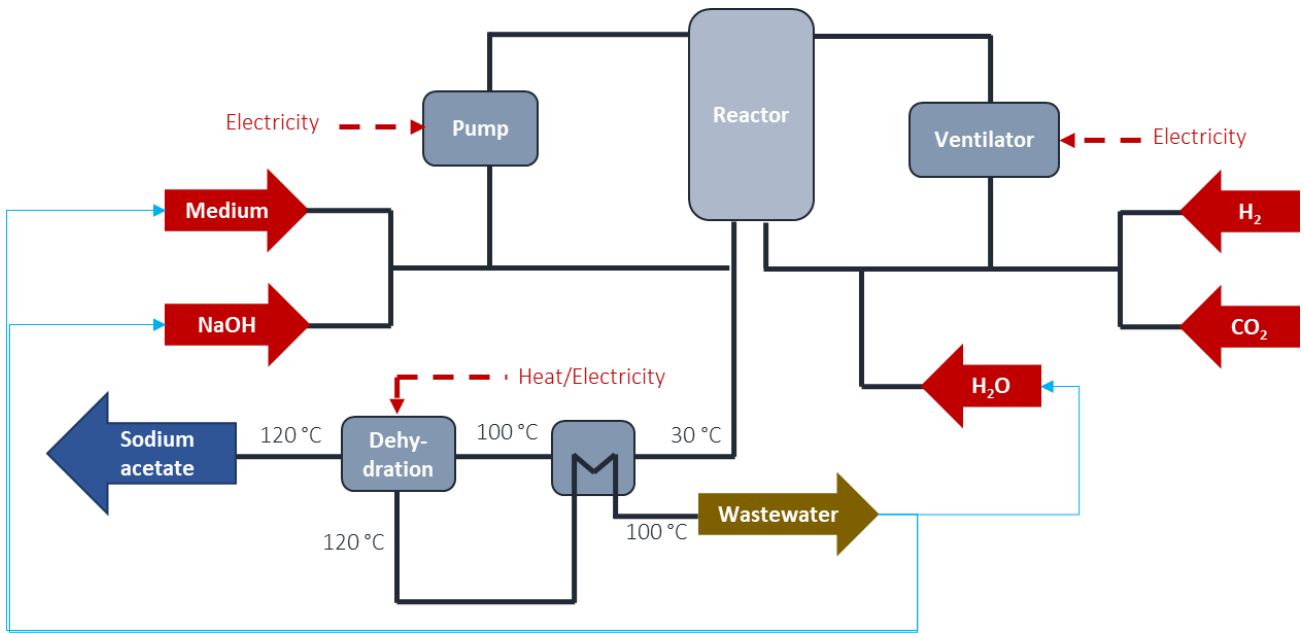 Reactor
Electricity
Pump
Ventilator
Electricity
Medium
H₂
NaOH
CO₂
Heat/Electricity
H₂O
Sodium
acetate
120 °C
Dehy-
dration
100 °C
30 °C
Wastewater
120 °C
100 °C